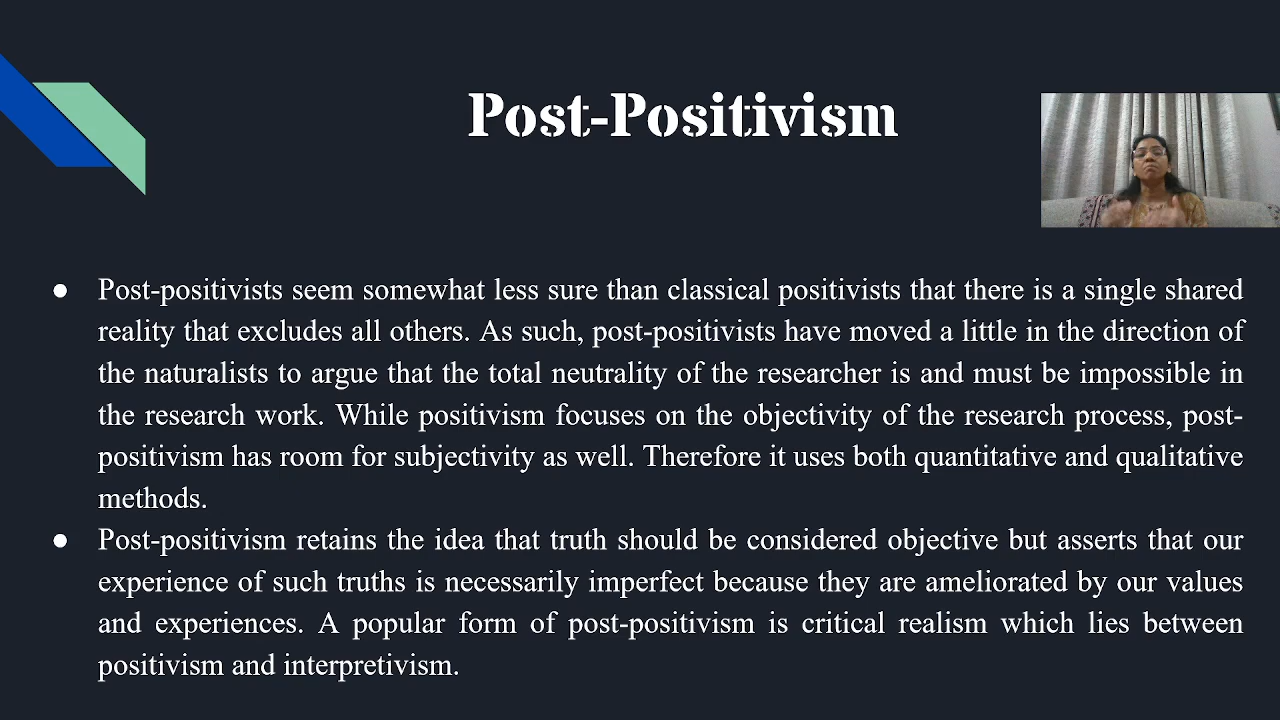 Post-Positivism
● Post-positivists seem somewhat less sure than classical positivists that there is a single shared
reality that excludes all others. As such, post-positivists have moved a little in the direction of
the naturalists to argue that the total neutrality of the researcher is and must be impossible in
the research work. While positivism focuses on the objectivity of the research process, post-
positivism has room for subjectivity as well. Therefore it uses both quantitative and qualitative
methods.
● Post-positivism retains the idea that truth should be considered objective but asserts that our
experience of such truths is necessarily imperfect because they are ameliorated by our values
and experiences. A popular form of post-positivism is critical realism which lies between
positivism and interpretivism.